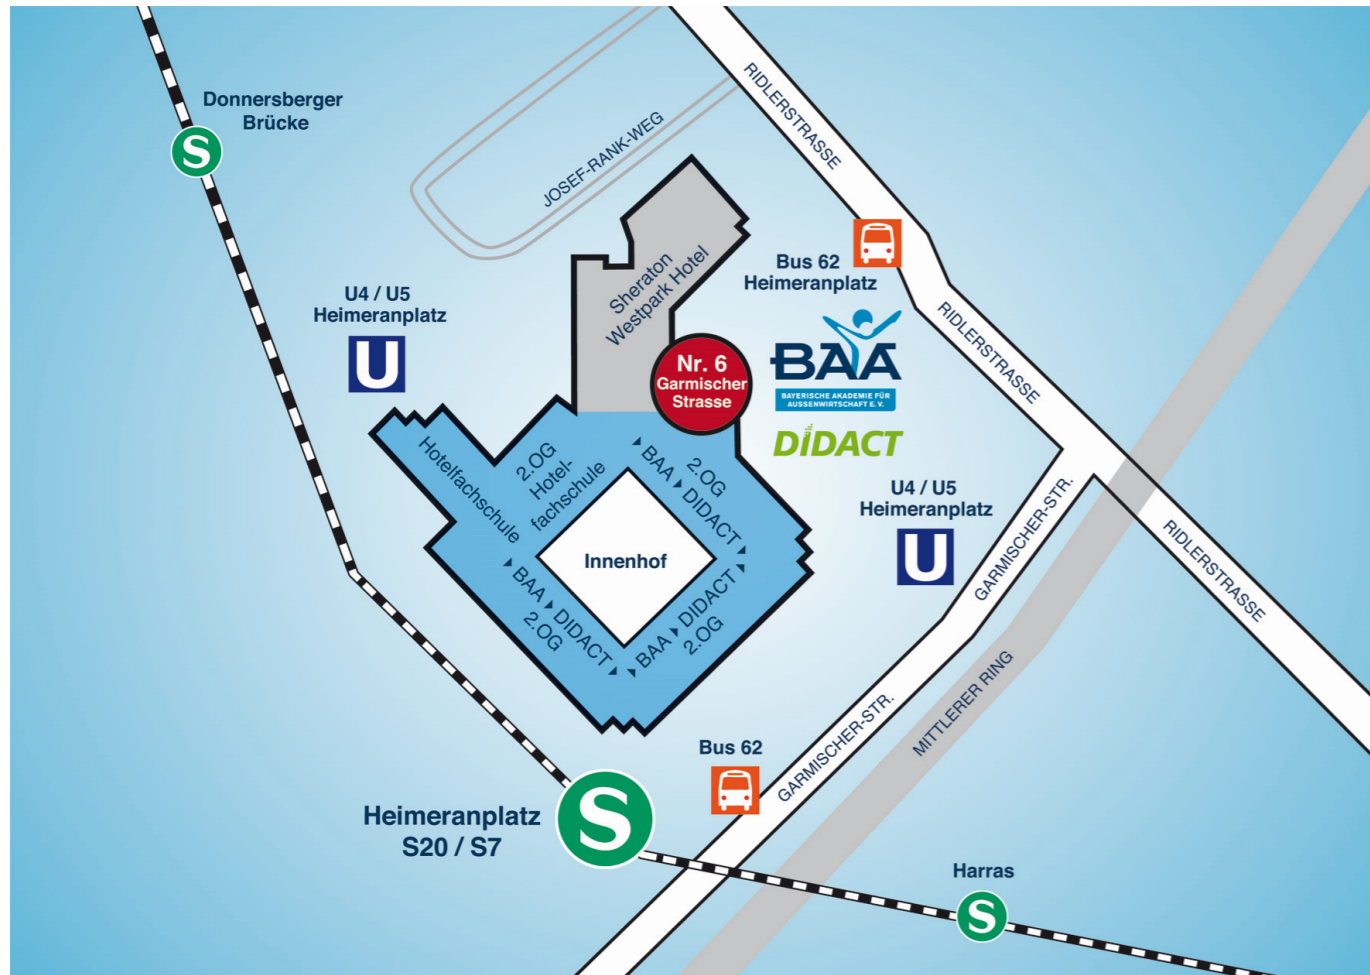 Donnersberger
Brücke
S
JOSEF-RANK-WEG
RIDLERSTRASSE
Bus 62
Heimeranplatz
Sheraton
Westpark Hotel
U4 / U5
Heimeranplatz
U
RIDLERSTRASSE
Nr. 6
Garmischer
Strasse
BAA
BAYERISCHE AKADEMIE FÜR
AUSSENWIRTSCHAFT E. V.
DiDACT
Hotelfachschule
2.OG
Hotel-
fachschule
2.OG
BAA DIDACT
U4 / U5
Heimeranplatz
U
GARMISCHER-STR.
RIDLERSTRASSE
Innenhof
BAA DIDACT
2.OG
BAA DIDACT
2.OG
MITTLERER RING
GARMISCHER-STR.
Bus 62
Heimeranplatz
S20 / S7
S
Harras
S